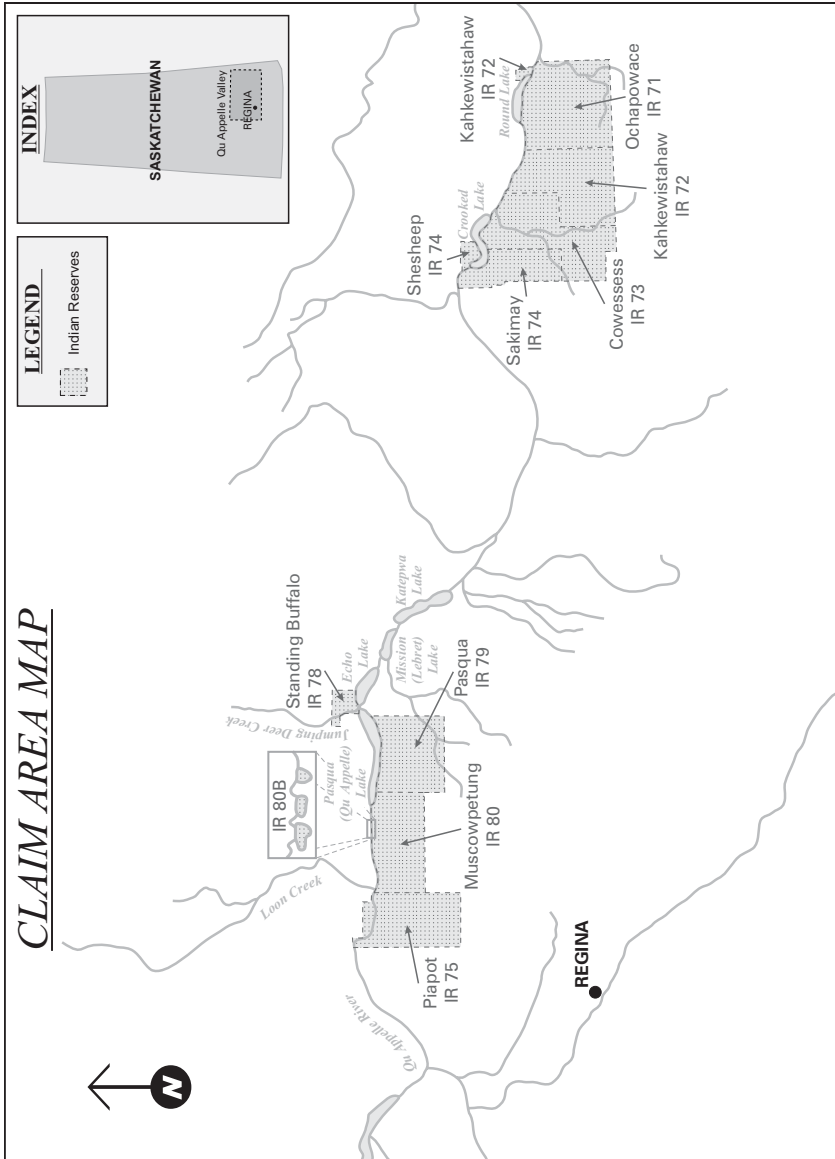 CLAIM AREA MAP
N
LEGEND
Indian Reserves
INDEX
SASKATCHEWAN
Qu Appelle Valley
REGINA
Loon Creek
IR 80B
Pasqua
(Qu Appelle)
Lake
Jumping Deer Creek
Standing Buffalo
IR 78
Echo
Lake
Mission
(Lebret)
Lake
Katepwa
Lake
Qu Appelle River
Piapot
IR 75
Muscowpetung
IR 80
Pasqua
IR 79
REGINA
Shesheep
IR 74
Crooked
Lake
Sakimay
IR 74
Cowessess
IR 73
Kahkewistahaw
IR 72
Round Lake
Kahkewistahaw
IR 72
Ochapowace
IR 71